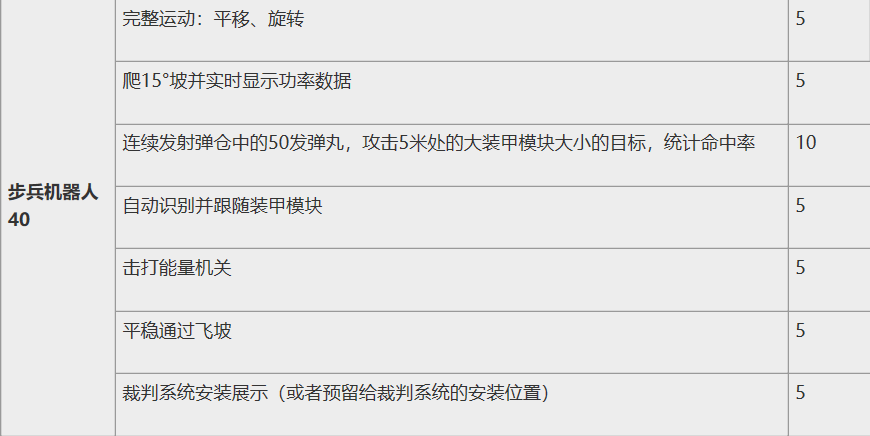 完整运动：平移、旋转
5
爬15°坡并实时显示功率数据
5
连续发射弹仓中的50发弹丸，攻击5米处的大装甲模块大小的目标，统计命中率
10
步兵机器人
40
自动识别并跟随装甲模块
5
击打能量机关
5
平稳通过飞坡
5
裁判系统安装展示（或者预留给裁判系统的安装位置）
5